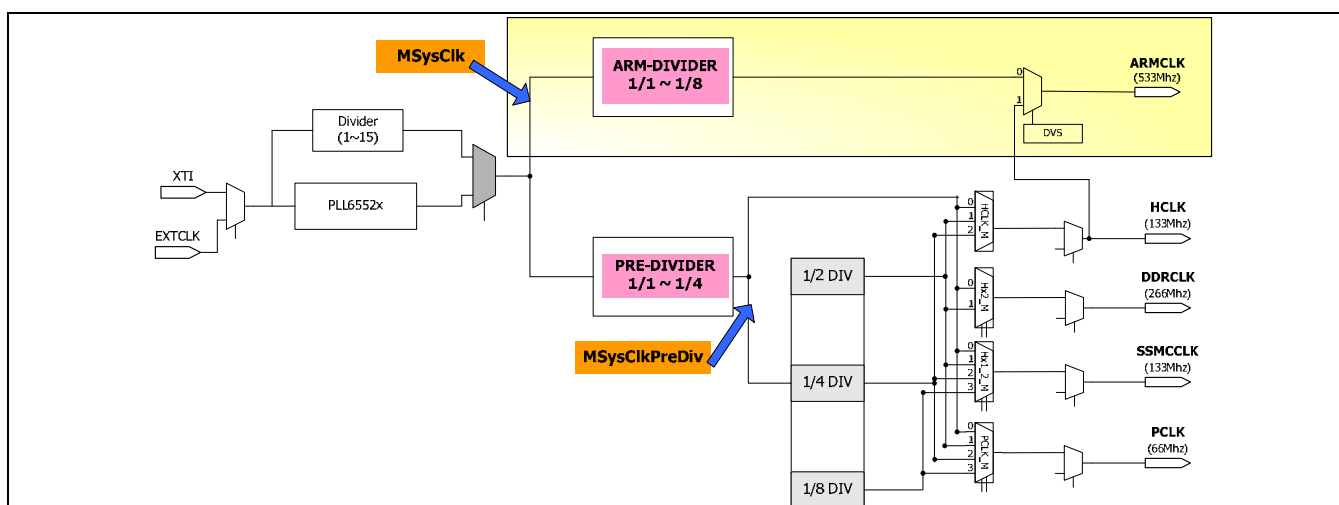 MSysClk
ARM-DIVIDER
1/1 ~ 1/8
0
1
DVS
ARMCLK
(533Mhz)
Divider
(1~15)
XTI
PLL6552x
EXTCLK
PRE-DIVIDER
1/1 ~ 1/4
MSysClkPreDiv
1/2 DIV
1/4 DIV
1/8 DIV
0
1
2
HCLK_M
HCLK
(133Mhz)
0
1
Hx2_M
DDRCLK
(266Mhz)
0
1
2
3
Hx1_2_M
SSMCCLK
(133Mhz)
0
1
2
3
PCLK_M
PCLK
(66Mhz)